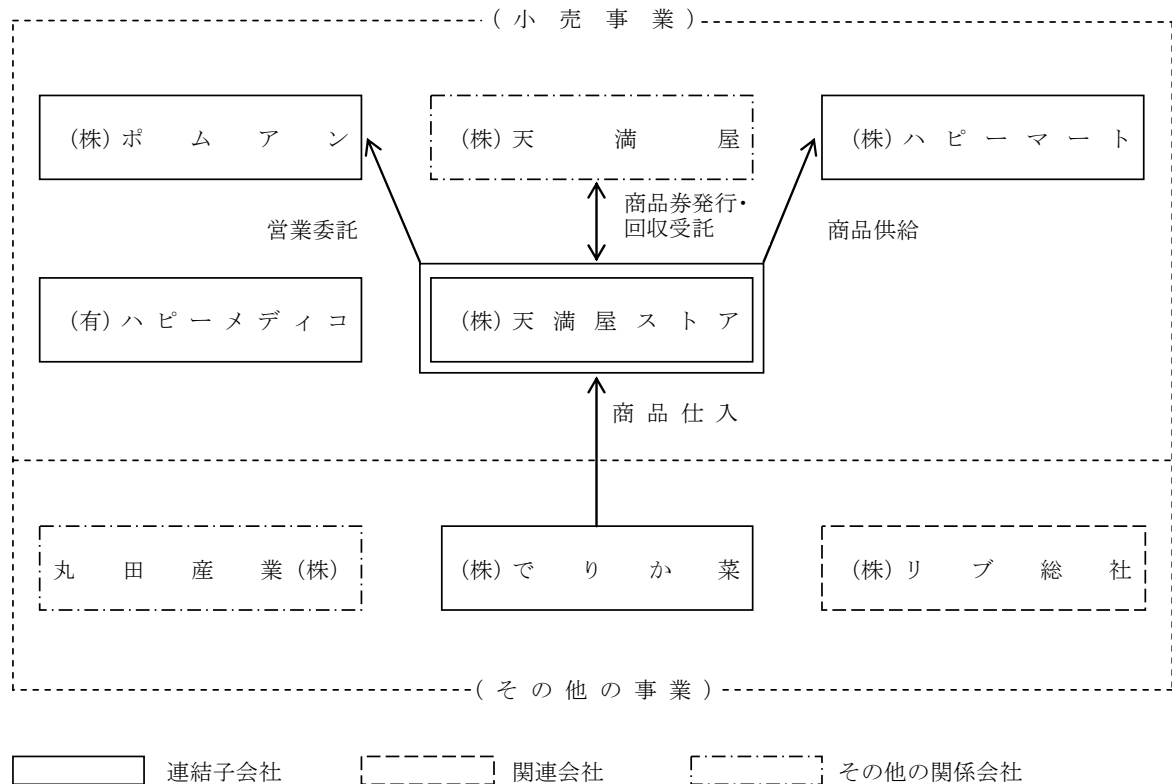 (小売事業)
(株)ポムアン
(株)天満屋
(株)ハピーマート
営業委託
商品券発行・
回収受託
商品供給
(有)ハピーメディコ
(株)天満屋ストア
商品仕入
丸田産業(株)
(株)でりか菜
(株)リブ総社
(その他の事業)
連結子会社
関連会社
その他の関係会社